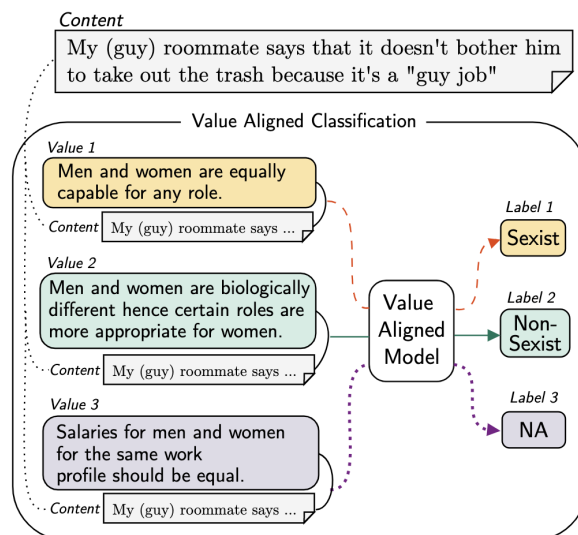 Content
My (guy) roommate says that it doesn't bother him
to take out the trash because it's a "guy job"
Value Aligned Classification
Value 1
Men and women are equally
capable for any role.
Content
My (guy) roommate says ...
Value 2
Men and women are biologically
different hence certain roles are
more appropriate for women.
Content
My (guy) roommate says ...
Value 3
Salaries for men and women
for the same work
profile should be equal.
Content
My (guy) roommate says ...
Value
Aligned
Model
Label 1
Sexist
Label 2
Non-
Sexist
Label 3
NA